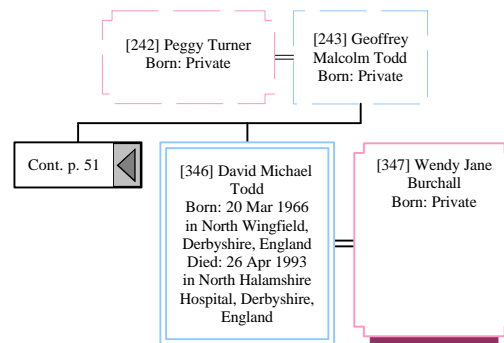 [242] Peggy Turner
Born: Private
[243] Geoffrey
Malcolm Todd
Born: Private
Cont. p. 51
[346] David Michael
Todd
Born: 20 Mar 1966
in North Wingfield,
Derbyshire, England
Died: 26 Apr 1993
in North Halamshire
Hospital, Derbyshire,
England
[347] Wendy Jane
Burchall
Born: Private